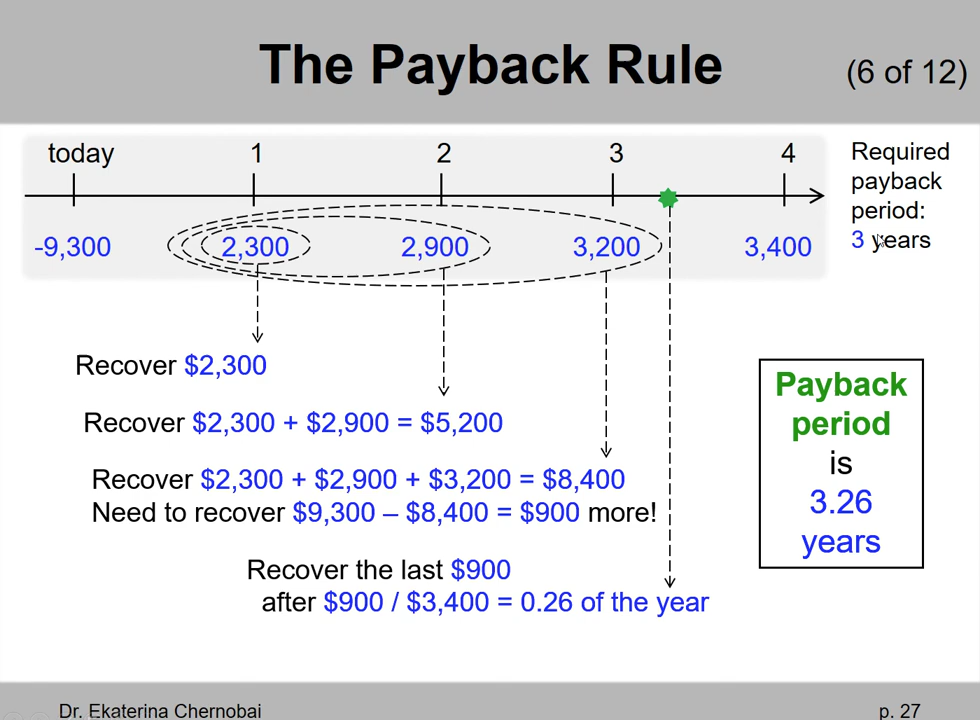 The Payback Rule
(6 of 12)
today 1 2 3 4
-9,300 2,300 2,900 3,200 3,400
Required
payback
period:
3 years
Recover $2,300
Recover $2,300 + $2,900 = $5,200
Recover $2,300 + $2,900 + $3,200 = $8,400
Need to recover $9,300 – $8,400 = $900 more!
Recover the last $900
after $900 / $3,400 = 0.26 of the year
Payback
period
is
3.26
years
Dr. Ekaterina Chernobai
p. 27